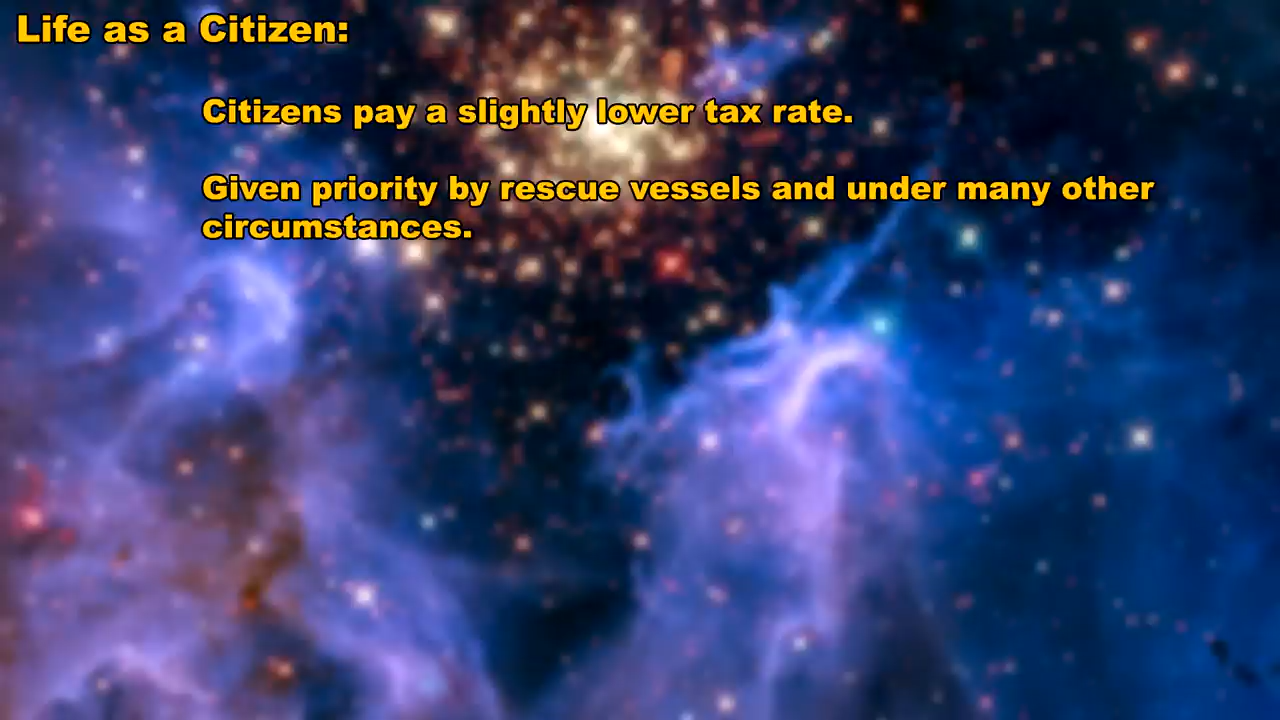 Life as a Citizen:
Citizens pay a slightly lower tax rate.
Given priority by rescue vessels and under many other
circumstances.